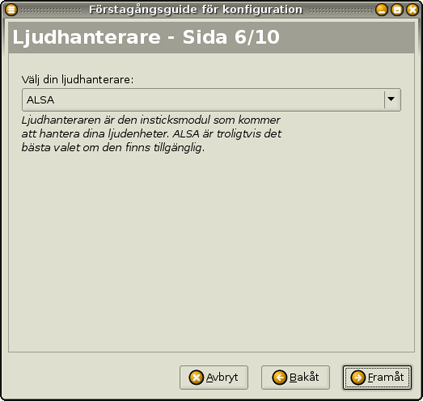 Förstagångsguide för konfiguration
Ljudhanterare - Sida 6/10
Välj din ljudhanterare:
ALSA
Ljudhanteraren är den insticksmodul som kommer
att hantera dina ljudenheter. ALSA är troligtvis det
bästa valet om den finns tillgänglig.
Avbryt
Bakåt
Framåt